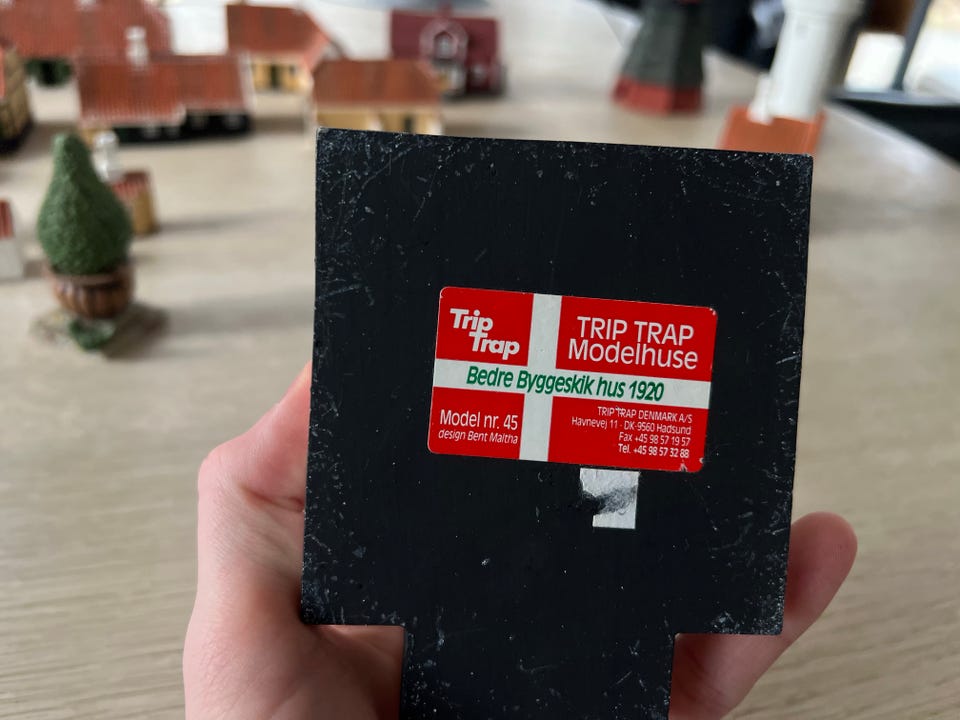 Trip
Trap
TRIP TRAP
Modelhuse
Bedre Byggeskik hus 1920
Model nr. 45
design Bent Maltha
TRIP TRAP DENMARK A/S
Havnevej 11 - DK-9560 Hadsund
Fax +45 98 57 19 57
Tel. +45 98 57 32 88